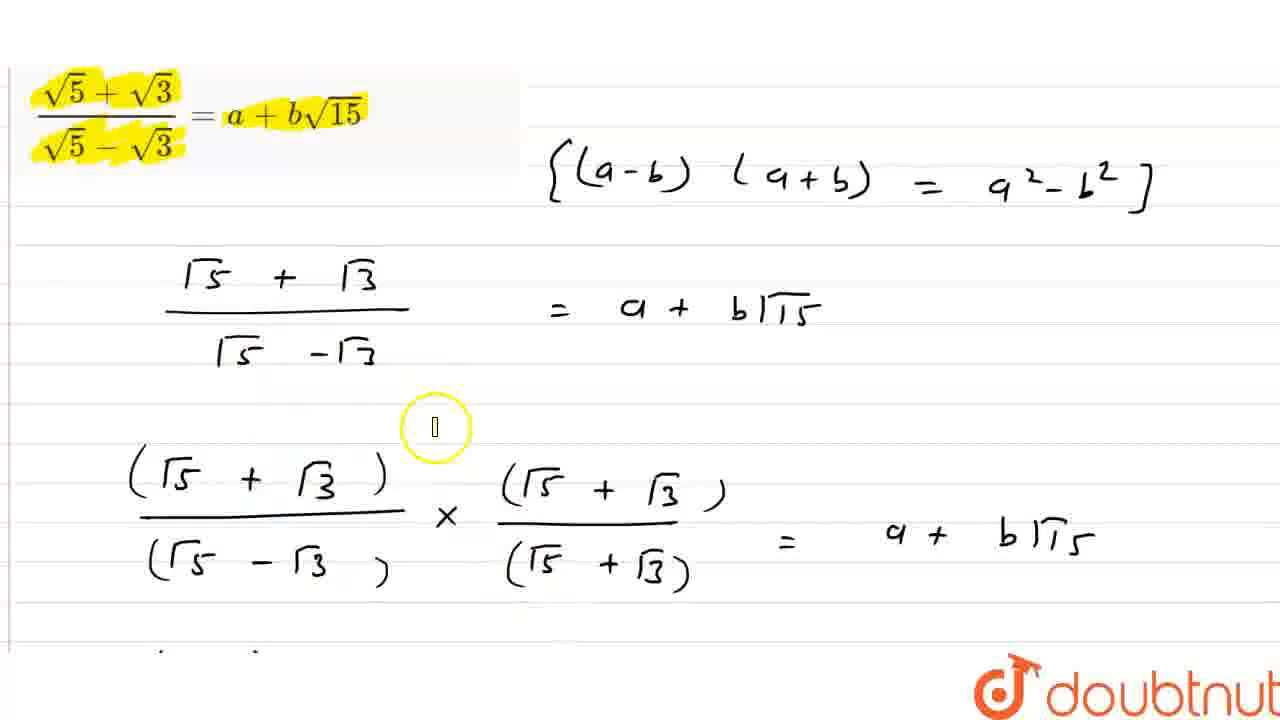 √5 + √3 / √5 − √3 = a + b√15
{(a-b) (a+b) = a²-b²]
√5 + √3 / √5 -√3 = a + b√15
(√5 + √3) / (√5 - √3) × (√5 + √3) / (√5 +√3) = a + b√15
doubtnut